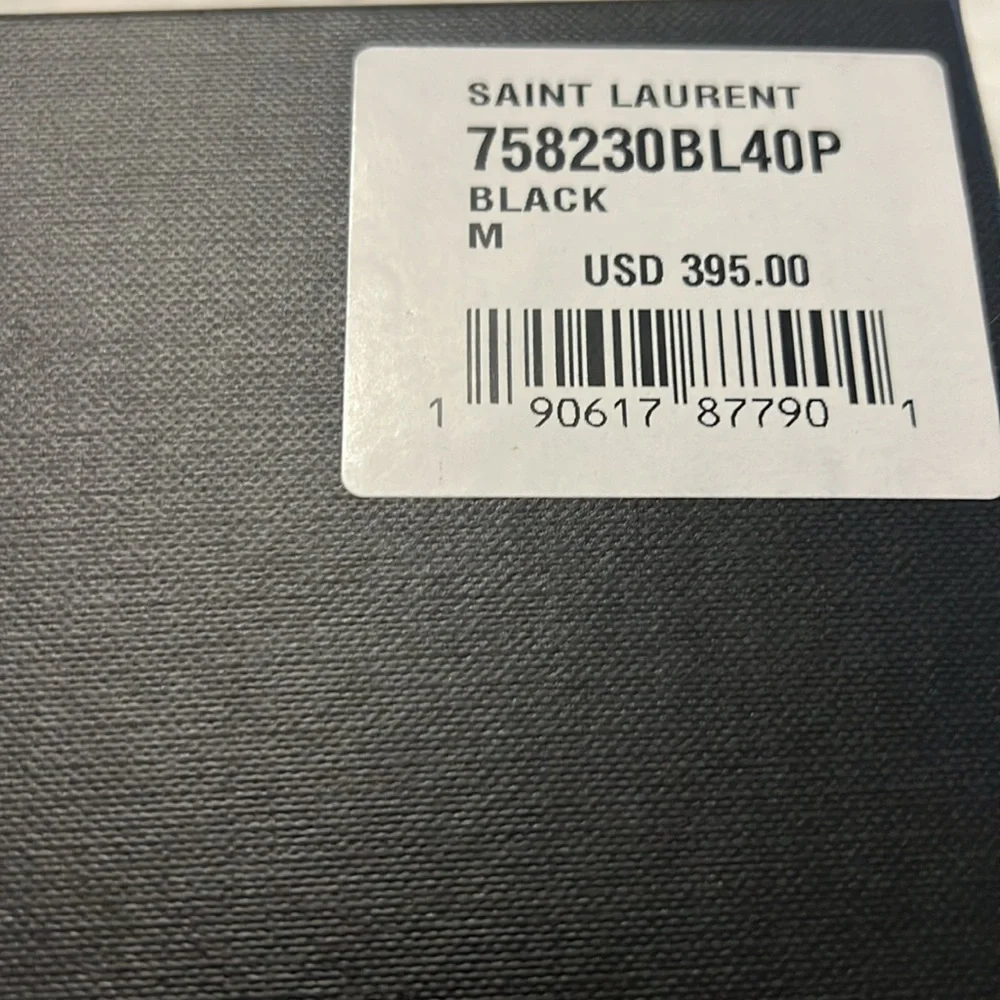 SAINT LAURENT
758230BL40P
BLACK
M
USD 395.00
1 90617 87790 1